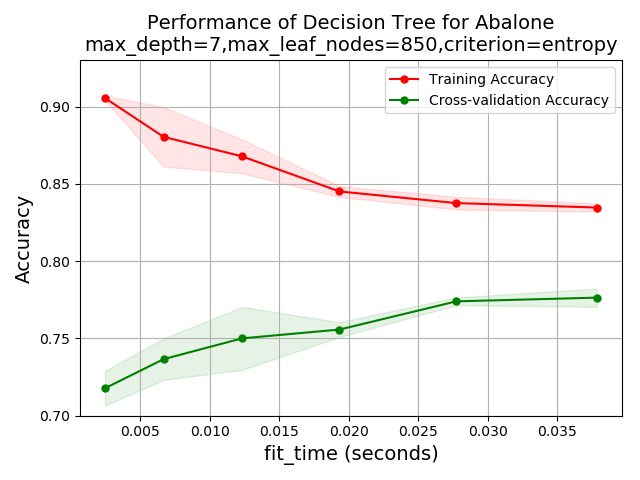 Performance of Decision Tree for Abalone
max_depth=7,max_leaf_nodes=850,criterion=entropy
Training Accuracy
Cross-validation Accuracy
Accuracy
0.90
0.85
0.80
0.75
0.70
0.005 0.010 0.015 0.020 0.025 0.030 0.035
fit_time (seconds)